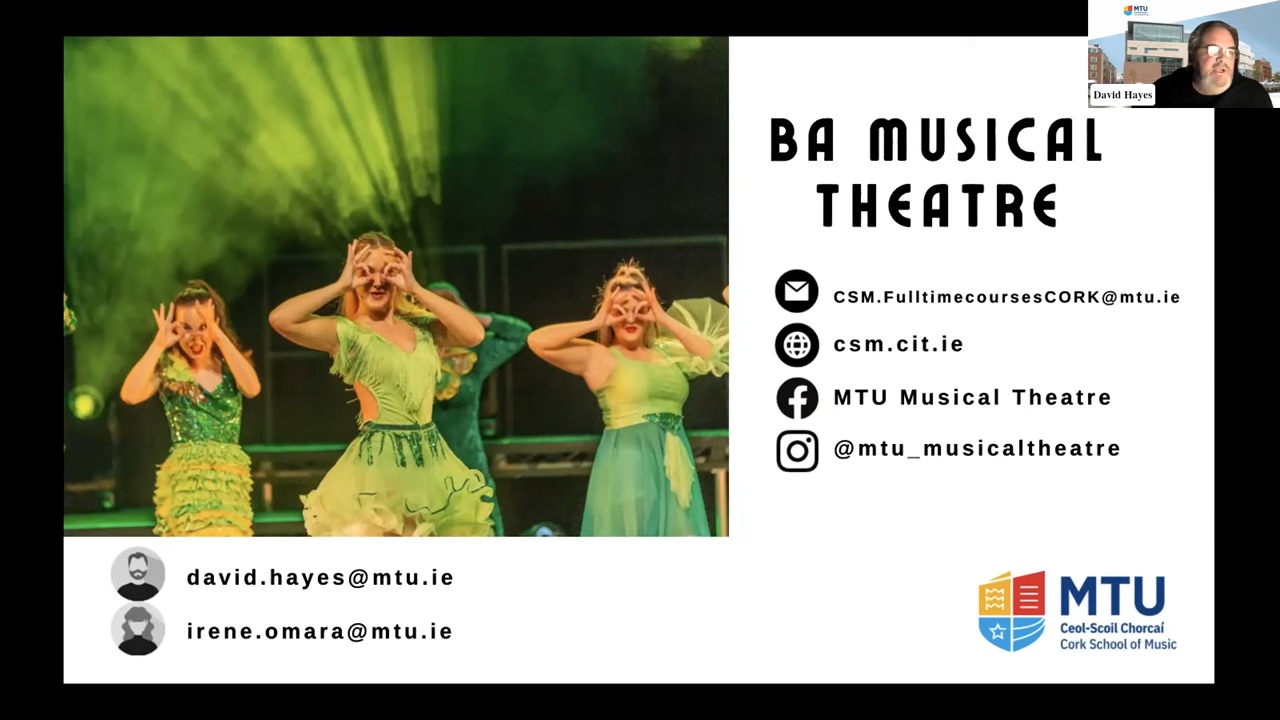 MTU
David Hayes
BA MUSICAL
THEATRE
CSM.FulltimecoursesCORK@mtu.ie
csm.cit.ie
MTU Musical Theatre
@mtu_musicaltheatre
david.hayes@mtu.ie
irene.omara@mtu.ie
MTU
Ceol-Scoil Chorcaí
Cork School of Music